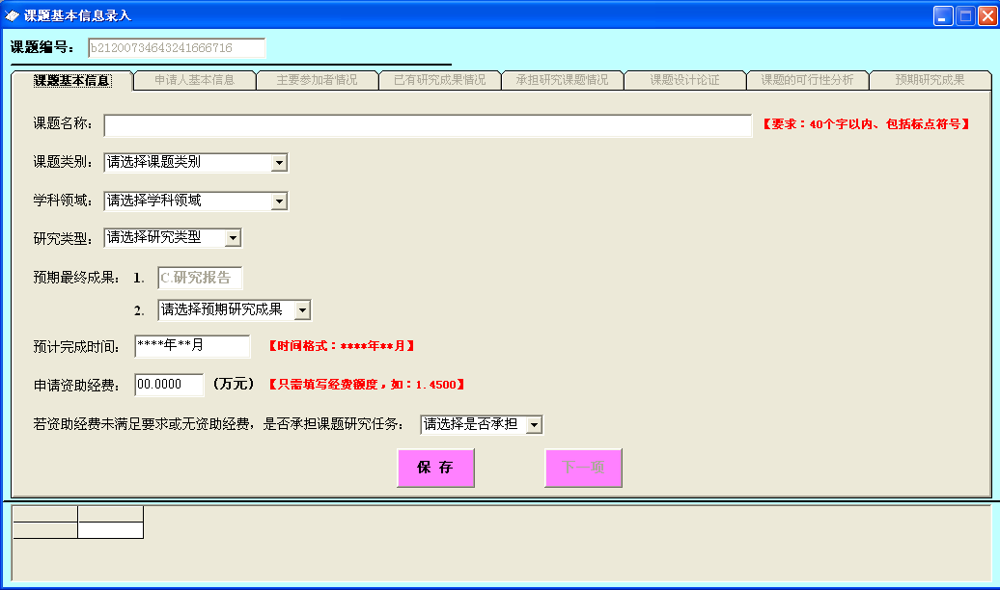 课题基本信息录入
课题编号： b21200734643241666716
课题基本信息 申请人基本信息 主要参加者情况 已有研究成果情况 承担研究课题情况 课题设计论证 课题的可行性分析 预期研究成果
课题名称： 【要求：40个字以内、包括标点符号】
课题类别： 请选择课题类别
学科领域： 请选择学科领域
研究类型： 请选择研究类型
预期最终成果： 1. C.研究报告
2. 请选择预期研究成果
预计完成时间： ****年**月 【时间格式：****年**月】
申请资助经费： 00.0000 (万元) 【只需填写经费额度，如：1.4500】
若资助经费未满足要求或无资助经费，是否承担课题研究任务： 请选择是否承担
保 存 下一项